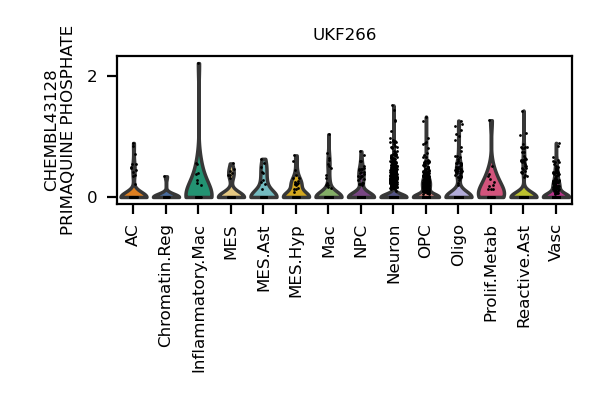 UKF266
CHEMBL43128
PRIMAQUINE PHOSPHATE
2
0
AC
Chromatin.Reg
Inflammatory.Mac
MES
MES.Ast
MES.Hyp
Mac
NPC
Neuron
OPC
Oligo
Prolif.Metab
Reactive.Ast
Vasc